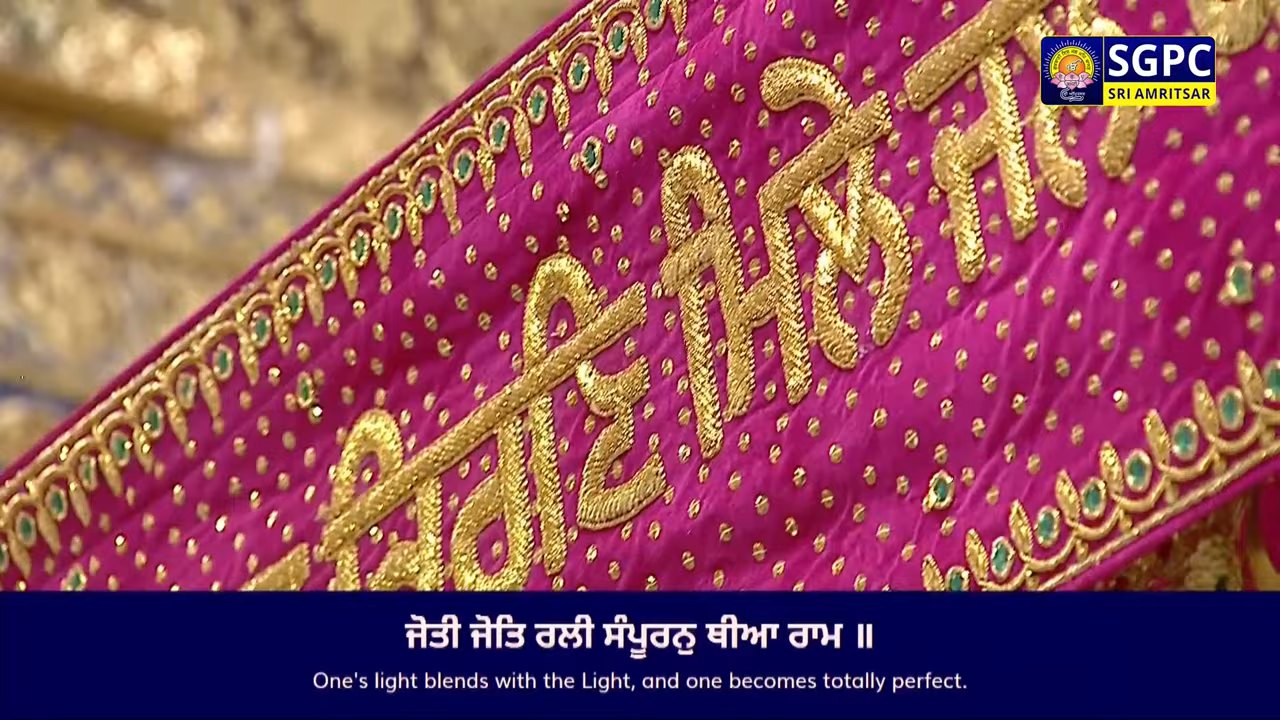 SGPC
SRI AMRITSAR
ਮਿਲੇ
ਜੋਤੀ ਜੋਤਿ ਰਲੀ ਸੰਪੂਰਨੁ ਥੀਆ ਰਾਮ ॥
One's light blends with the Light, and one becomes totally perfect.